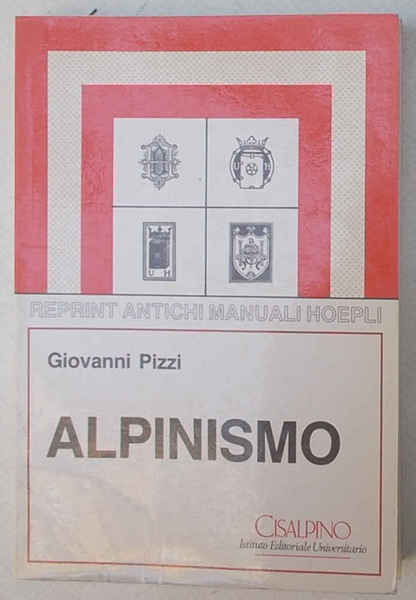 REPRINT ANTICHI MANUALI HOEPLI
Giovanni Pizzi
ALPINISMO
CISALPINO
Istituto Editoriale Universitario